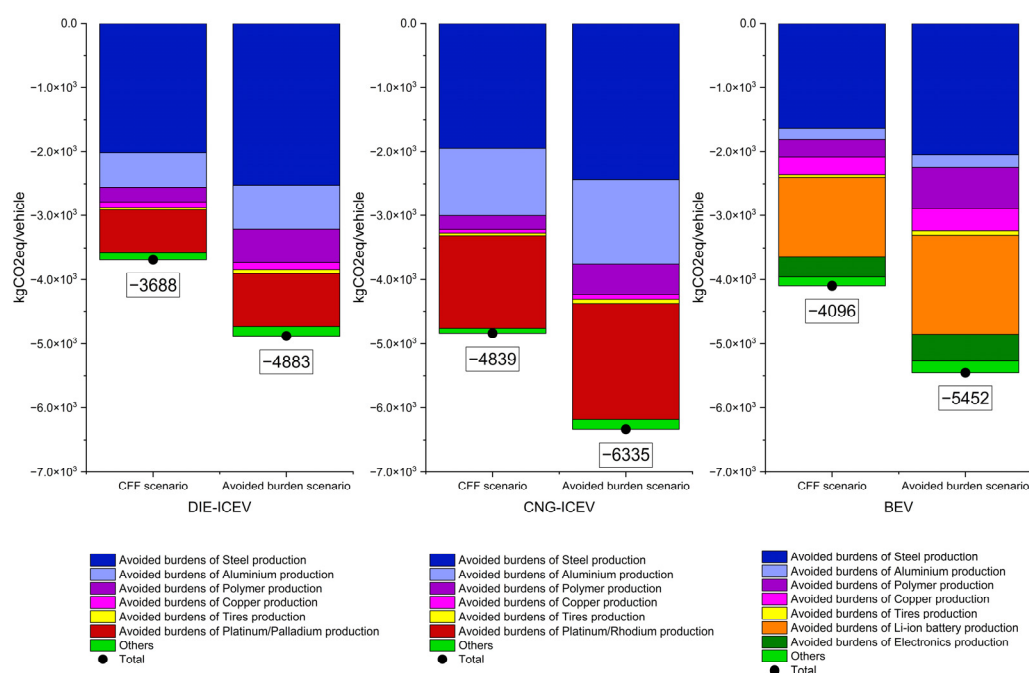 kgCO2eq/vehicle
0.0
−1.0×10³
−2.0×10³
−3.0×10³
−4.0×10³
−5.0×10³
−6.0×10³
−7.0×10³
−3688
−4883
CFF scenario
Avoided burden scenario
DIE-ICEV
kgCO2eq/vehicle
0.0
−1.0×10³
−2.0×10³
−3.0×10³
−4.0×10³
−5.0×10³
−6.0×10³
−7.0×10³
−4839
−6335
CFF scenario
Avoided burden scenario
CNG-ICEV
kgCO2eq/vehicle
0.0
−1.0×10³
−2.0×10³
−3.0×10³
−4.0×10³
−5.0×10³
−6.0×10³
−7.0×10³
−4096
−5452
CFF scenario
Avoided burden scenario
BEV
Avoided burdens of Steel production
Avoided burdens of Aluminium production
Avoided burdens of Polymer production
Avoided burdens of Copper production
Avoided burdens of Tires production
Avoided burdens of Platinum/Palladium production
Others
Total
Avoided burdens of Steel production
Avoided burdens of Aluminium production
Avoided burdens of Polymer production
Avoided burdens of Copper production
Avoided burdens of Tires production
Avoided burdens of Platinum/Rhodium production
Others
Total
Avoided burdens of Steel production
Avoided burdens of Aluminium production
Avoided burdens of Polymer production
Avoided burdens of Copper production
Avoided burdens of Tires production
Avoided burdens of Li-ion battery production
Avoided burdens of Electronics production
Others
Total